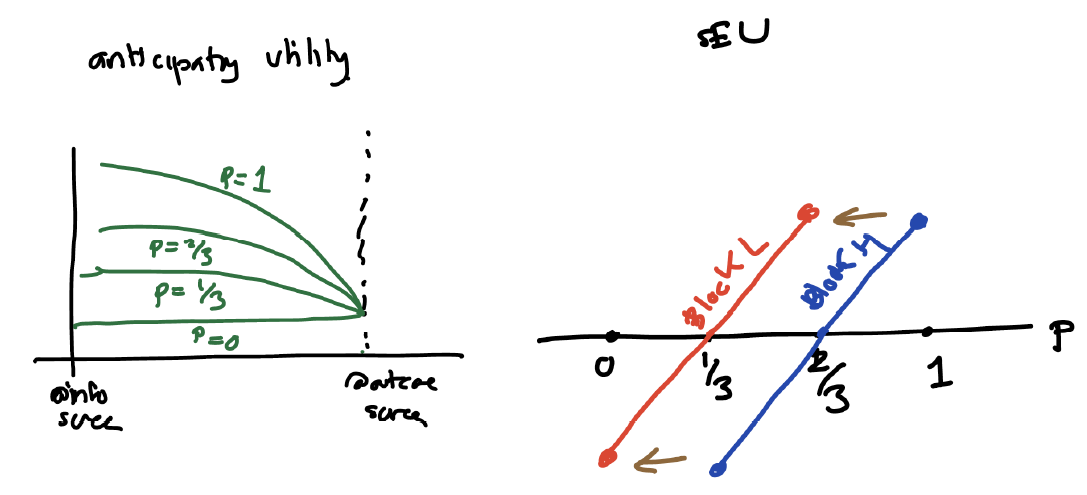 anticipatry utility
P=1
P=2/3
P=1/3
P=0
@info
screen
@outcome
screen
SEU
Block L
Block H
0
1/3
2/3
1
P